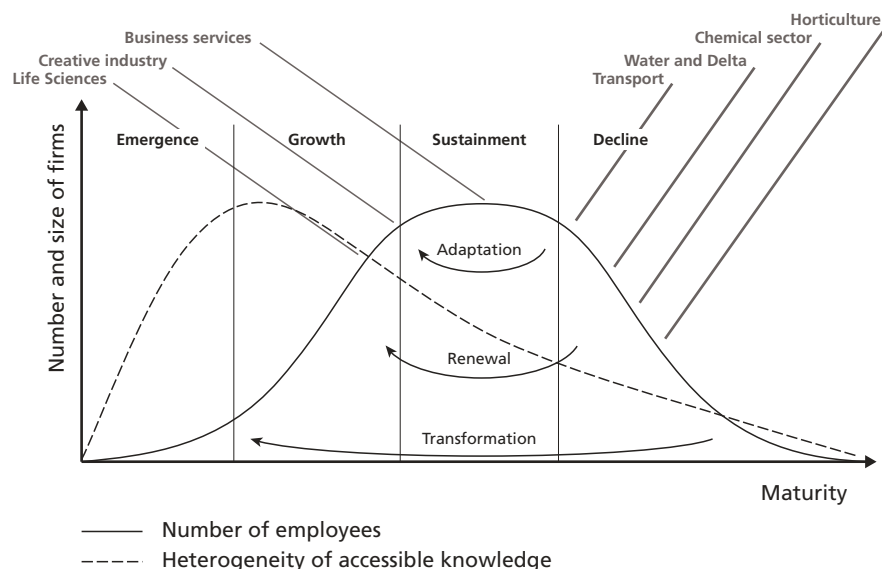 Horticulture
Business services
Chemical sector
Creative industry
Water and Delta
Life Sciences
Transport
Number and size of firms
Emergence
Growth
Sustainment
Decline
Adaptation
Renewal
Transformation
Maturity
Number of employees
Heterogeneity of accessible knowledge